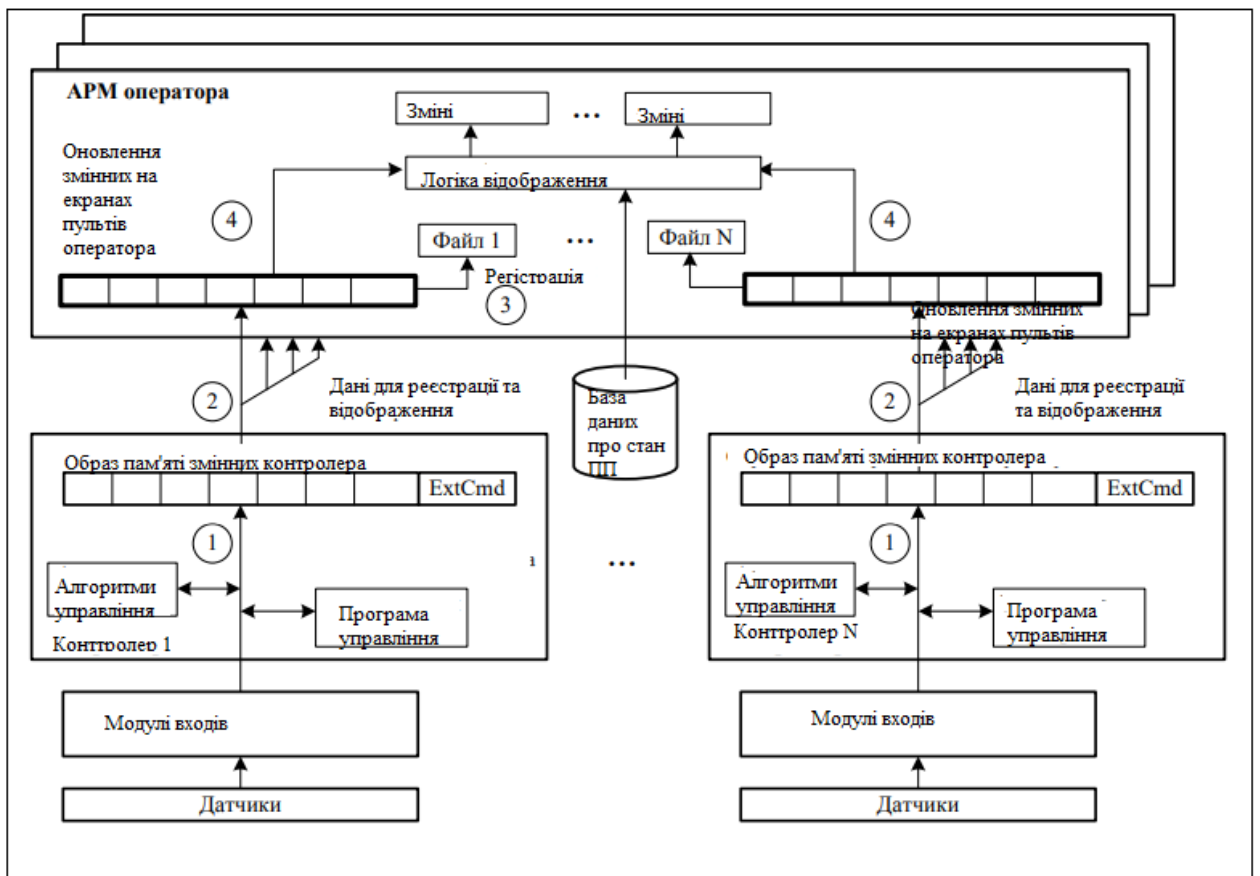 АРМ оператора
Зміні
...
Зміні
Оновлення
змінних на
екранах
пультів
оператора
Логіка відображення
4
4
Файл 1
...
Файл N
Регістрація
3
Оновлення змінних
на екранах пультів
оператора
2
Дані для реєстрації та
відображення
База
даних
про стан
ПП
2
Дані для реєстрації
та відображення
Образ пам'яті змінних контролера
ExtCmd
Образ пам'яті змінних контролера
ExtCmd
1
1
...
Алгоритми
управління
Програма
управління
Конттролер 1
Алгоритми
управління
Програма
управління
Конттролер N
Модулі входів
Модулі входів
Датчики
Датчики